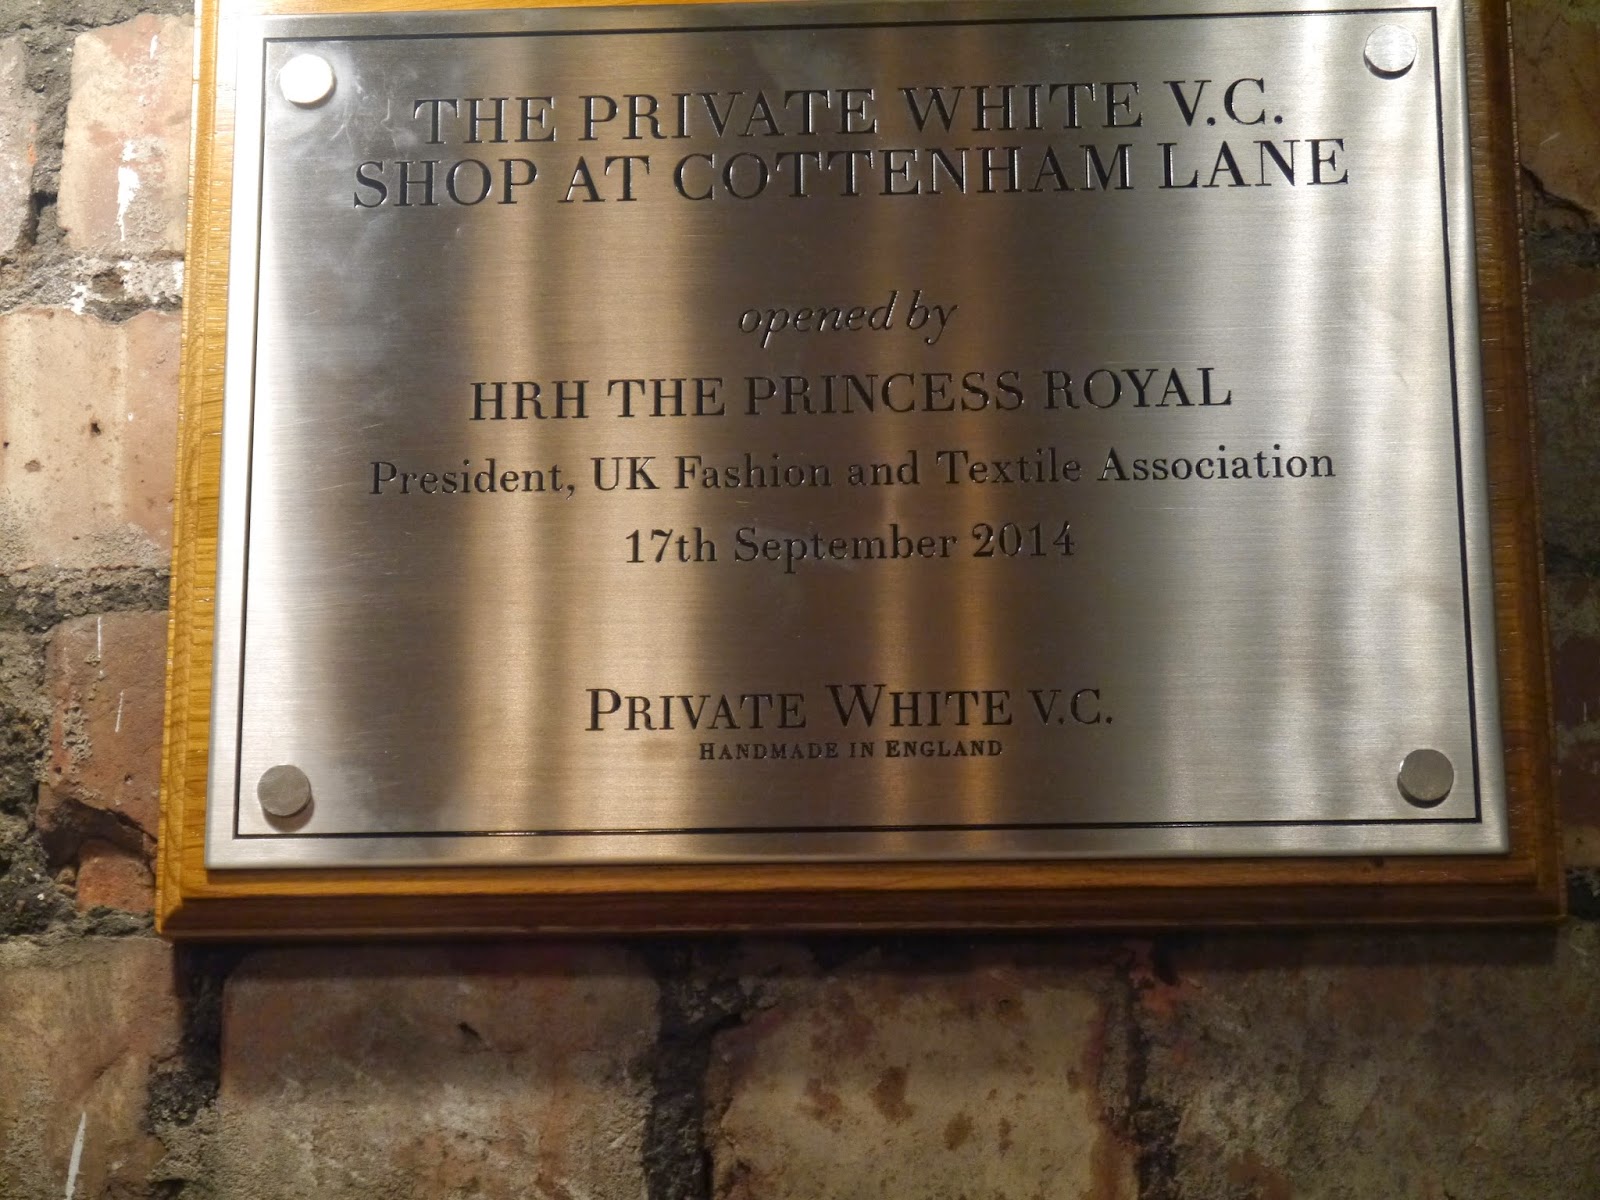 THE PRIVATE WHITE V.C.
SHOP AT COTTENHAM LANE
opened by
HRH THE PRINCESS ROYAL
President, UK Fashion and Textile Association
17th September 2014
PRIVATE WHITE V.C.
HANDMADE IN ENGLAND